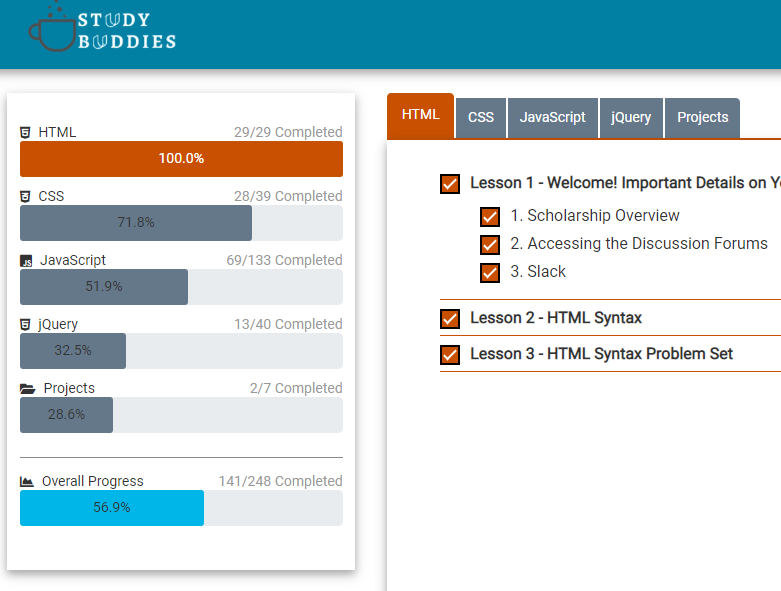 STUDY
BUDDIES
HTML 29/29 Completed
100.0%
CSS 28/39 Completed
71.8%
JavaScript 69/133 Completed
51.9%
jQuery 13/40 Completed
32.5%
Projects 2/7 Completed
28.6%
Overall Progress 141/248 Completed
56.9%
HTML CSS JavaScript jQuery Projects
Lesson 1 - Welcome! Important Details on
1. Scholarship Overview
2. Accessing the Discussion Forums
3. Slack
Lesson 2 - HTML Syntax
Lesson 3 - HTML Syntax Problem Set